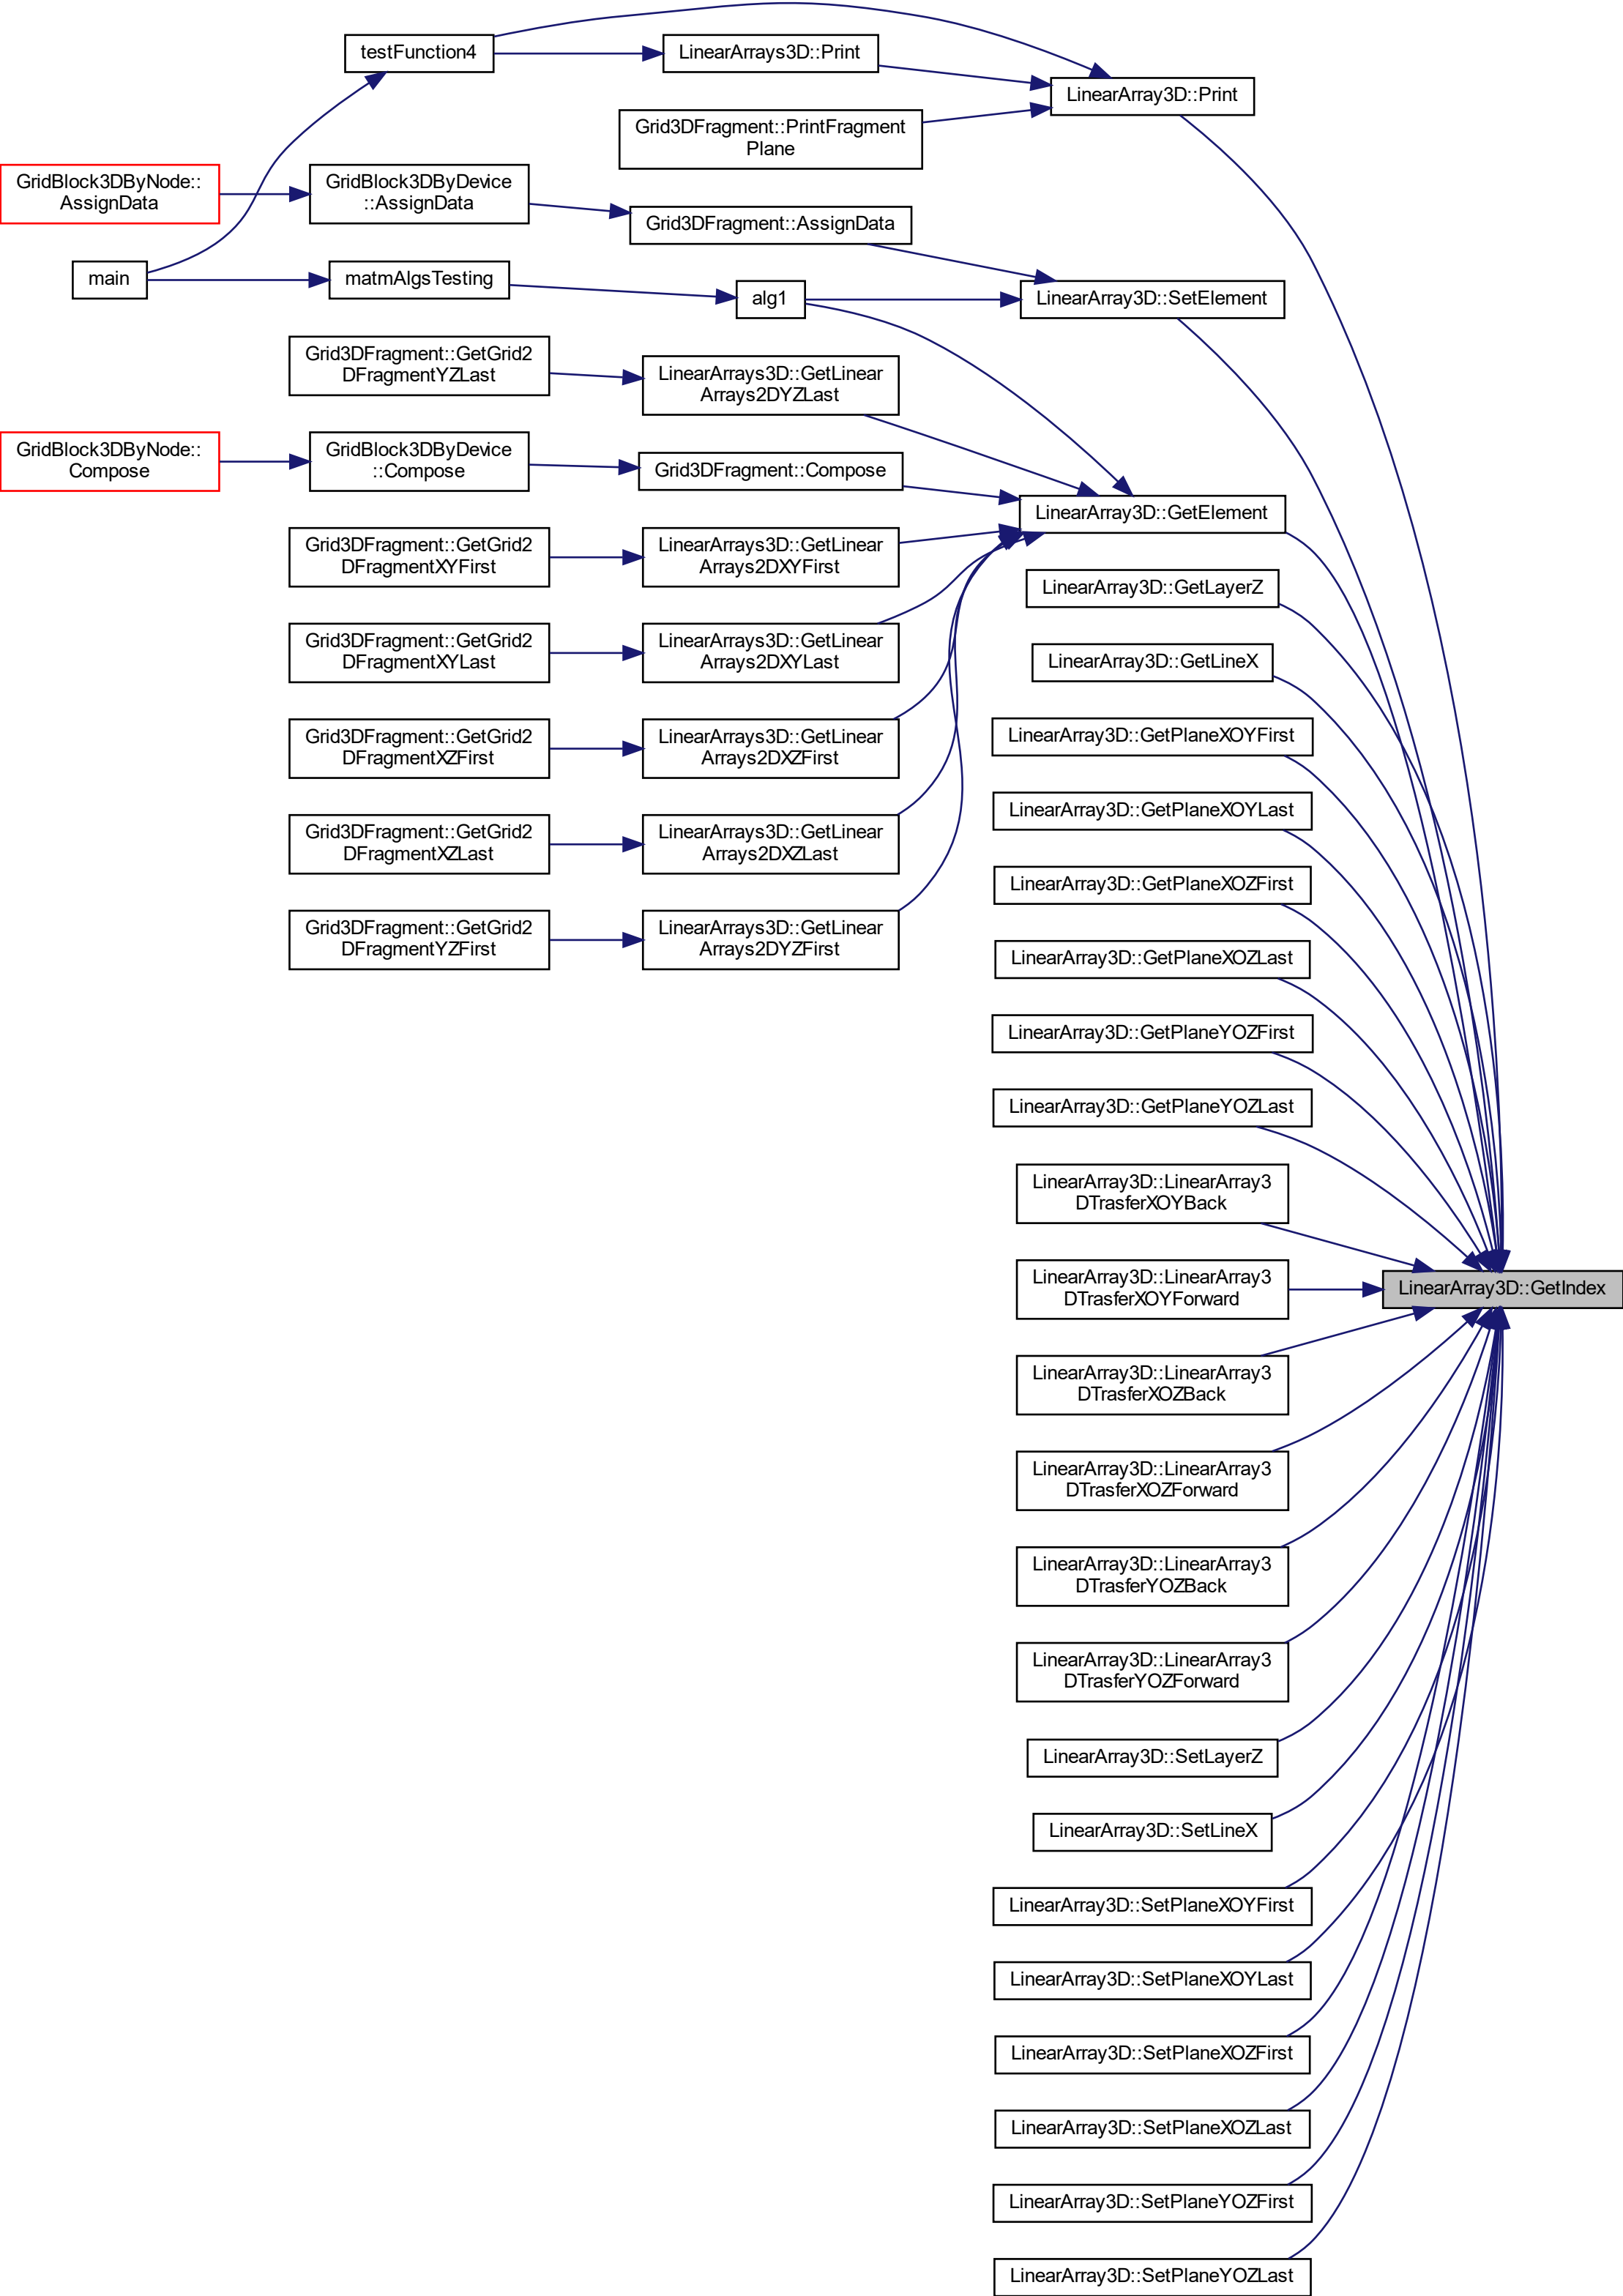 testFunction4
LinearArrays3D::Print
LinearArray3D::Print
Grid3DFragment::PrintFragment
Plane
GridBlock3DByNode::
AssignData
GridBlock3DByDevice
::AssignData
Grid3DFragment::AssignData
main
matmAlgsTesting
alg1
LinearArray3D::SetElement
Grid3DFragment::GetGrid2
DFragmentYZLast
LinearArrays3D::GetLinear
Arrays2DYZLast
GridBlock3DByNode::
Compose
GridBlock3DByDevice
::Compose
Grid3DFragment::Compose
LinearArray3D::GetElement
Grid3DFragment::GetGrid2
DFragmentXYFirst
LinearArrays3D::GetLinear
Arrays2DXYFirst
LinearArray3D::GetLayerZ
Grid3DFragment::GetGrid2
DFragmentXYLast
LinearArrays3D::GetLinear
Arrays2DXYLast
LinearArray3D::GetLineX
Grid3DFragment::GetGrid2
DFragmentXZFirst
LinearArrays3D::GetLinear
Arrays2DXZFirst
LinearArray3D::GetPlaneXOYFirst
LinearArray3D::GetPlaneXOYLast
Grid3DFragment::GetGrid2
DFragmentXZLast
LinearArrays3D::GetLinear
Arrays2DXZLast
LinearArray3D::GetPlaneXOZFirst
Grid3DFragment::GetGrid2
DFragmentYZFirst
LinearArrays3D::GetLinear
Arrays2DYZFirst
LinearArray3D::GetPlaneXOZLast
LinearArray3D::GetPlaneYOZFirst
LinearArray3D::GetPlaneYOZLast
LinearArray3D::LinearArray3
DTrasferXOYBack
LinearArray3D::LinearArray3
DTrasferXOYForward
LinearArray3D::GetIndex
LinearArray3D::LinearArray3
DTrasferXOZBack
LinearArray3D::LinearArray3
DTrasferXOZForward
LinearArray3D::LinearArray3
DTrasferYOZBack
LinearArray3D::LinearArray3
DTrasferYOZForward
LinearArray3D::SetLayerZ
LinearArray3D::SetLineX
LinearArray3D::SetPlaneXOYFirst
LinearArray3D::SetPlaneXOYLast
LinearArray3D::SetPlaneXOZFirst
LinearArray3D::SetPlaneXOZLast
LinearArray3D::SetPlaneYOZFirst
LinearArray3D::SetPlaneYOZLast